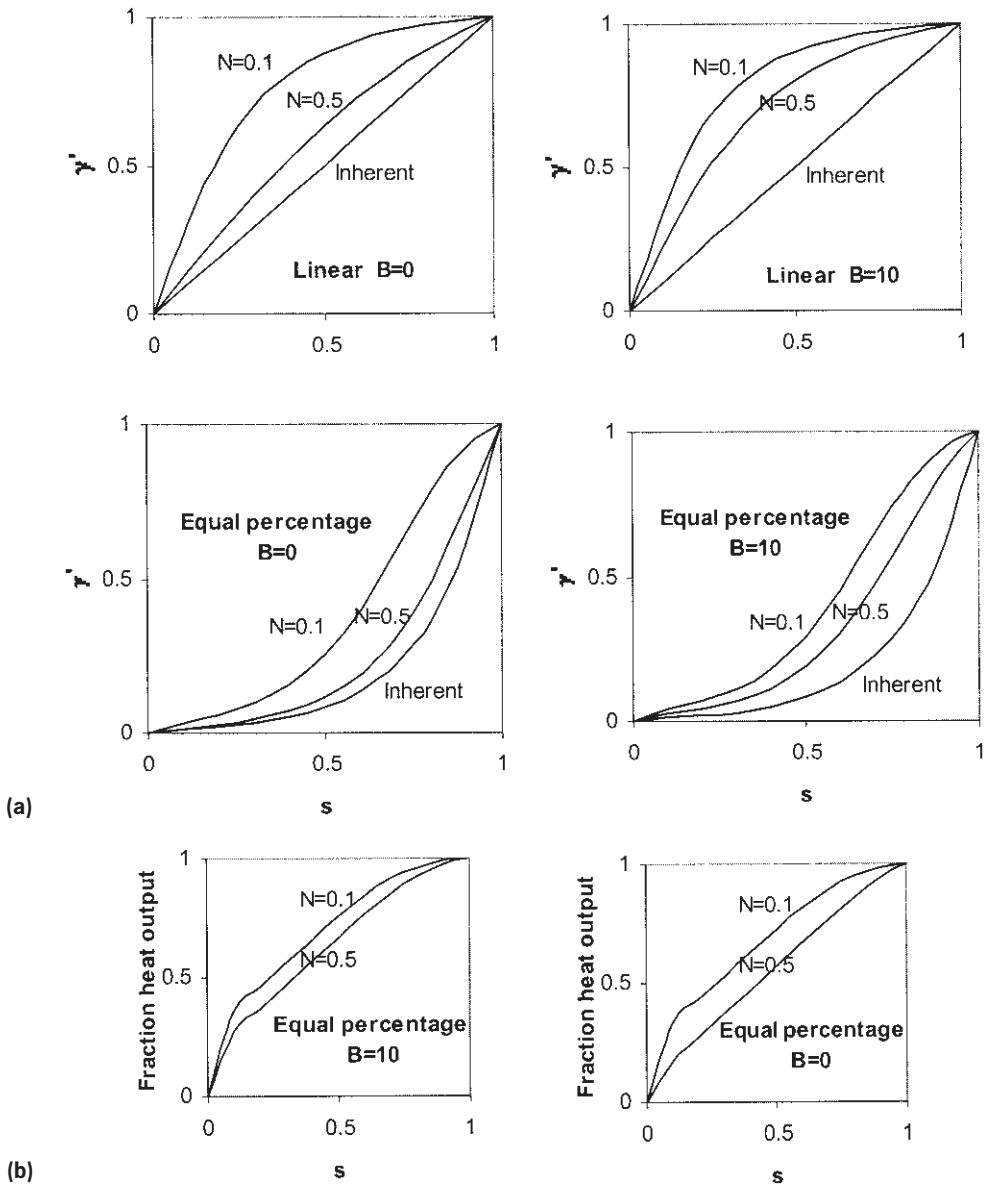 1
N=0.1
N=0.5
γ'
0.5
Inherent
Linear B=0
0
0
0.5
1
1
N=0.1
N=0.5
γ'
0.5
Inherent
Linear B=10
0
0
0.5
1
1
Equal percentage
B=0
γ'
0.5
N=0.1
N=0.5
Inherent
0
0
0.5
1
s
1
Equal percentage
B=10
γ'
0.5
N=0.1
N=0.5
Inherent
0
0
0.5
1
s
(a)
Fraction heat output
1
N=0.1
N=0.5
0.5
Equal percentage
B=10
0
0
0.5
1
s
Fraction heat output
1
N=0.1
N=0.5
0.5
Equal percentage
B=0
0
0
0.5
1
s
(b)